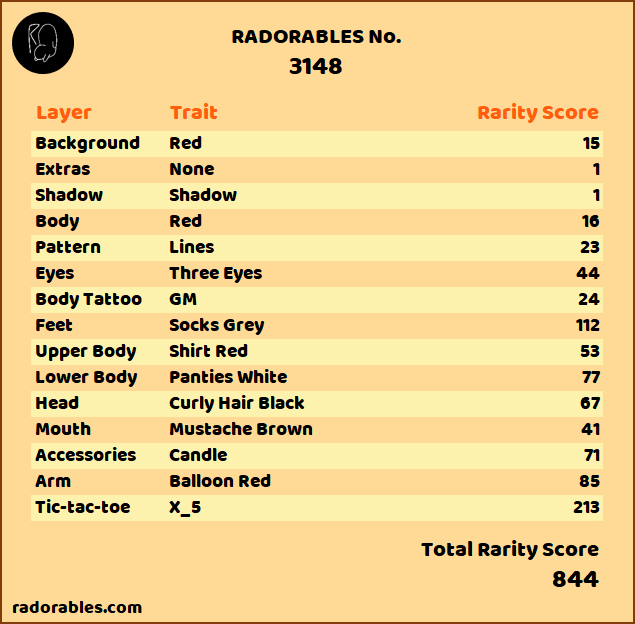 RADORABLES No.
3148
Layer Trait Rarity Score
Background Red 15
Extras None 1
Shadow Shadow 1
Body Red 16
Pattern Lines 23
Eyes Three Eyes 44
Body Tattoo GM 24
Feet Socks Grey 112
Upper Body Shirt Red 53
Lower Body Panties White 77
Head Curly Hair Black 67
Mouth Mustache Brown 41
Accessories Candle 71
Arm Balloon Red 85
Tic-tac-toe X_5 213
Total Rarity Score
844
radorables.com